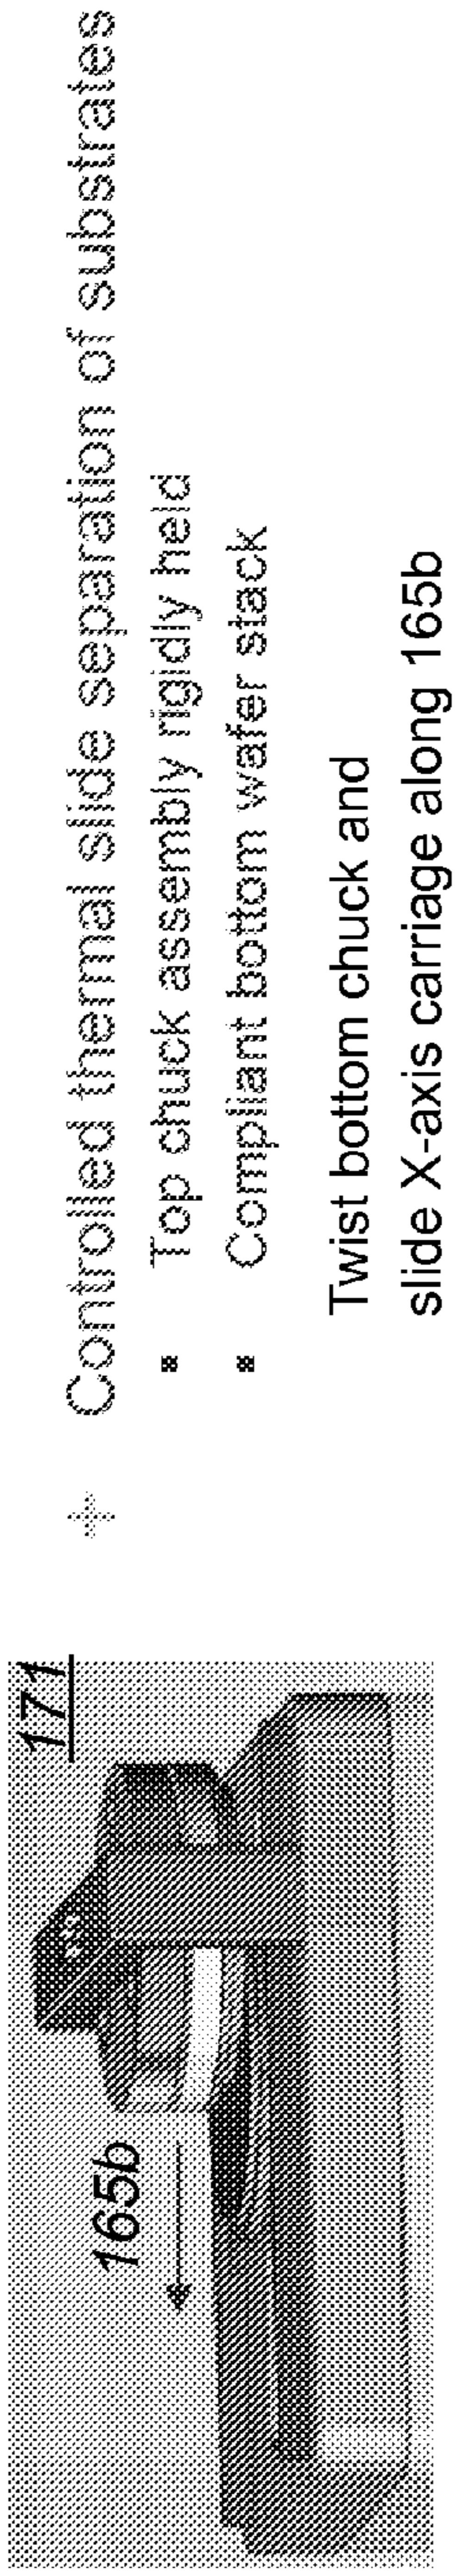 Controlled thermal slide separation of substrates
Top chuck assembly rigidly held
Compliant bottom wafer stack
Twist bottom chuck and
slide X-axis carriage along 165b
171
165b